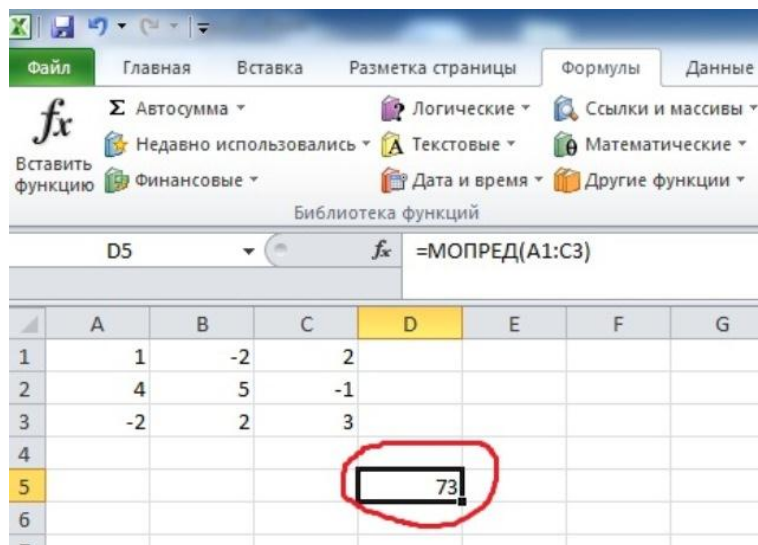 Файл Главная Вставка Разметка страницы Формулы Данные
fx Σ Автосумма Логические Ссылки и массивы
Недавно использовались A Текстовые θ Математические
Вставить функцию Финансовые Дата и время Другие функции
Библиотека функций
D5 fx =МОПРЕД(A1:C3)
A B C D E F G
1 1 -2 2
2 4 5 -1
3 -2 2 3
4
5 73
6